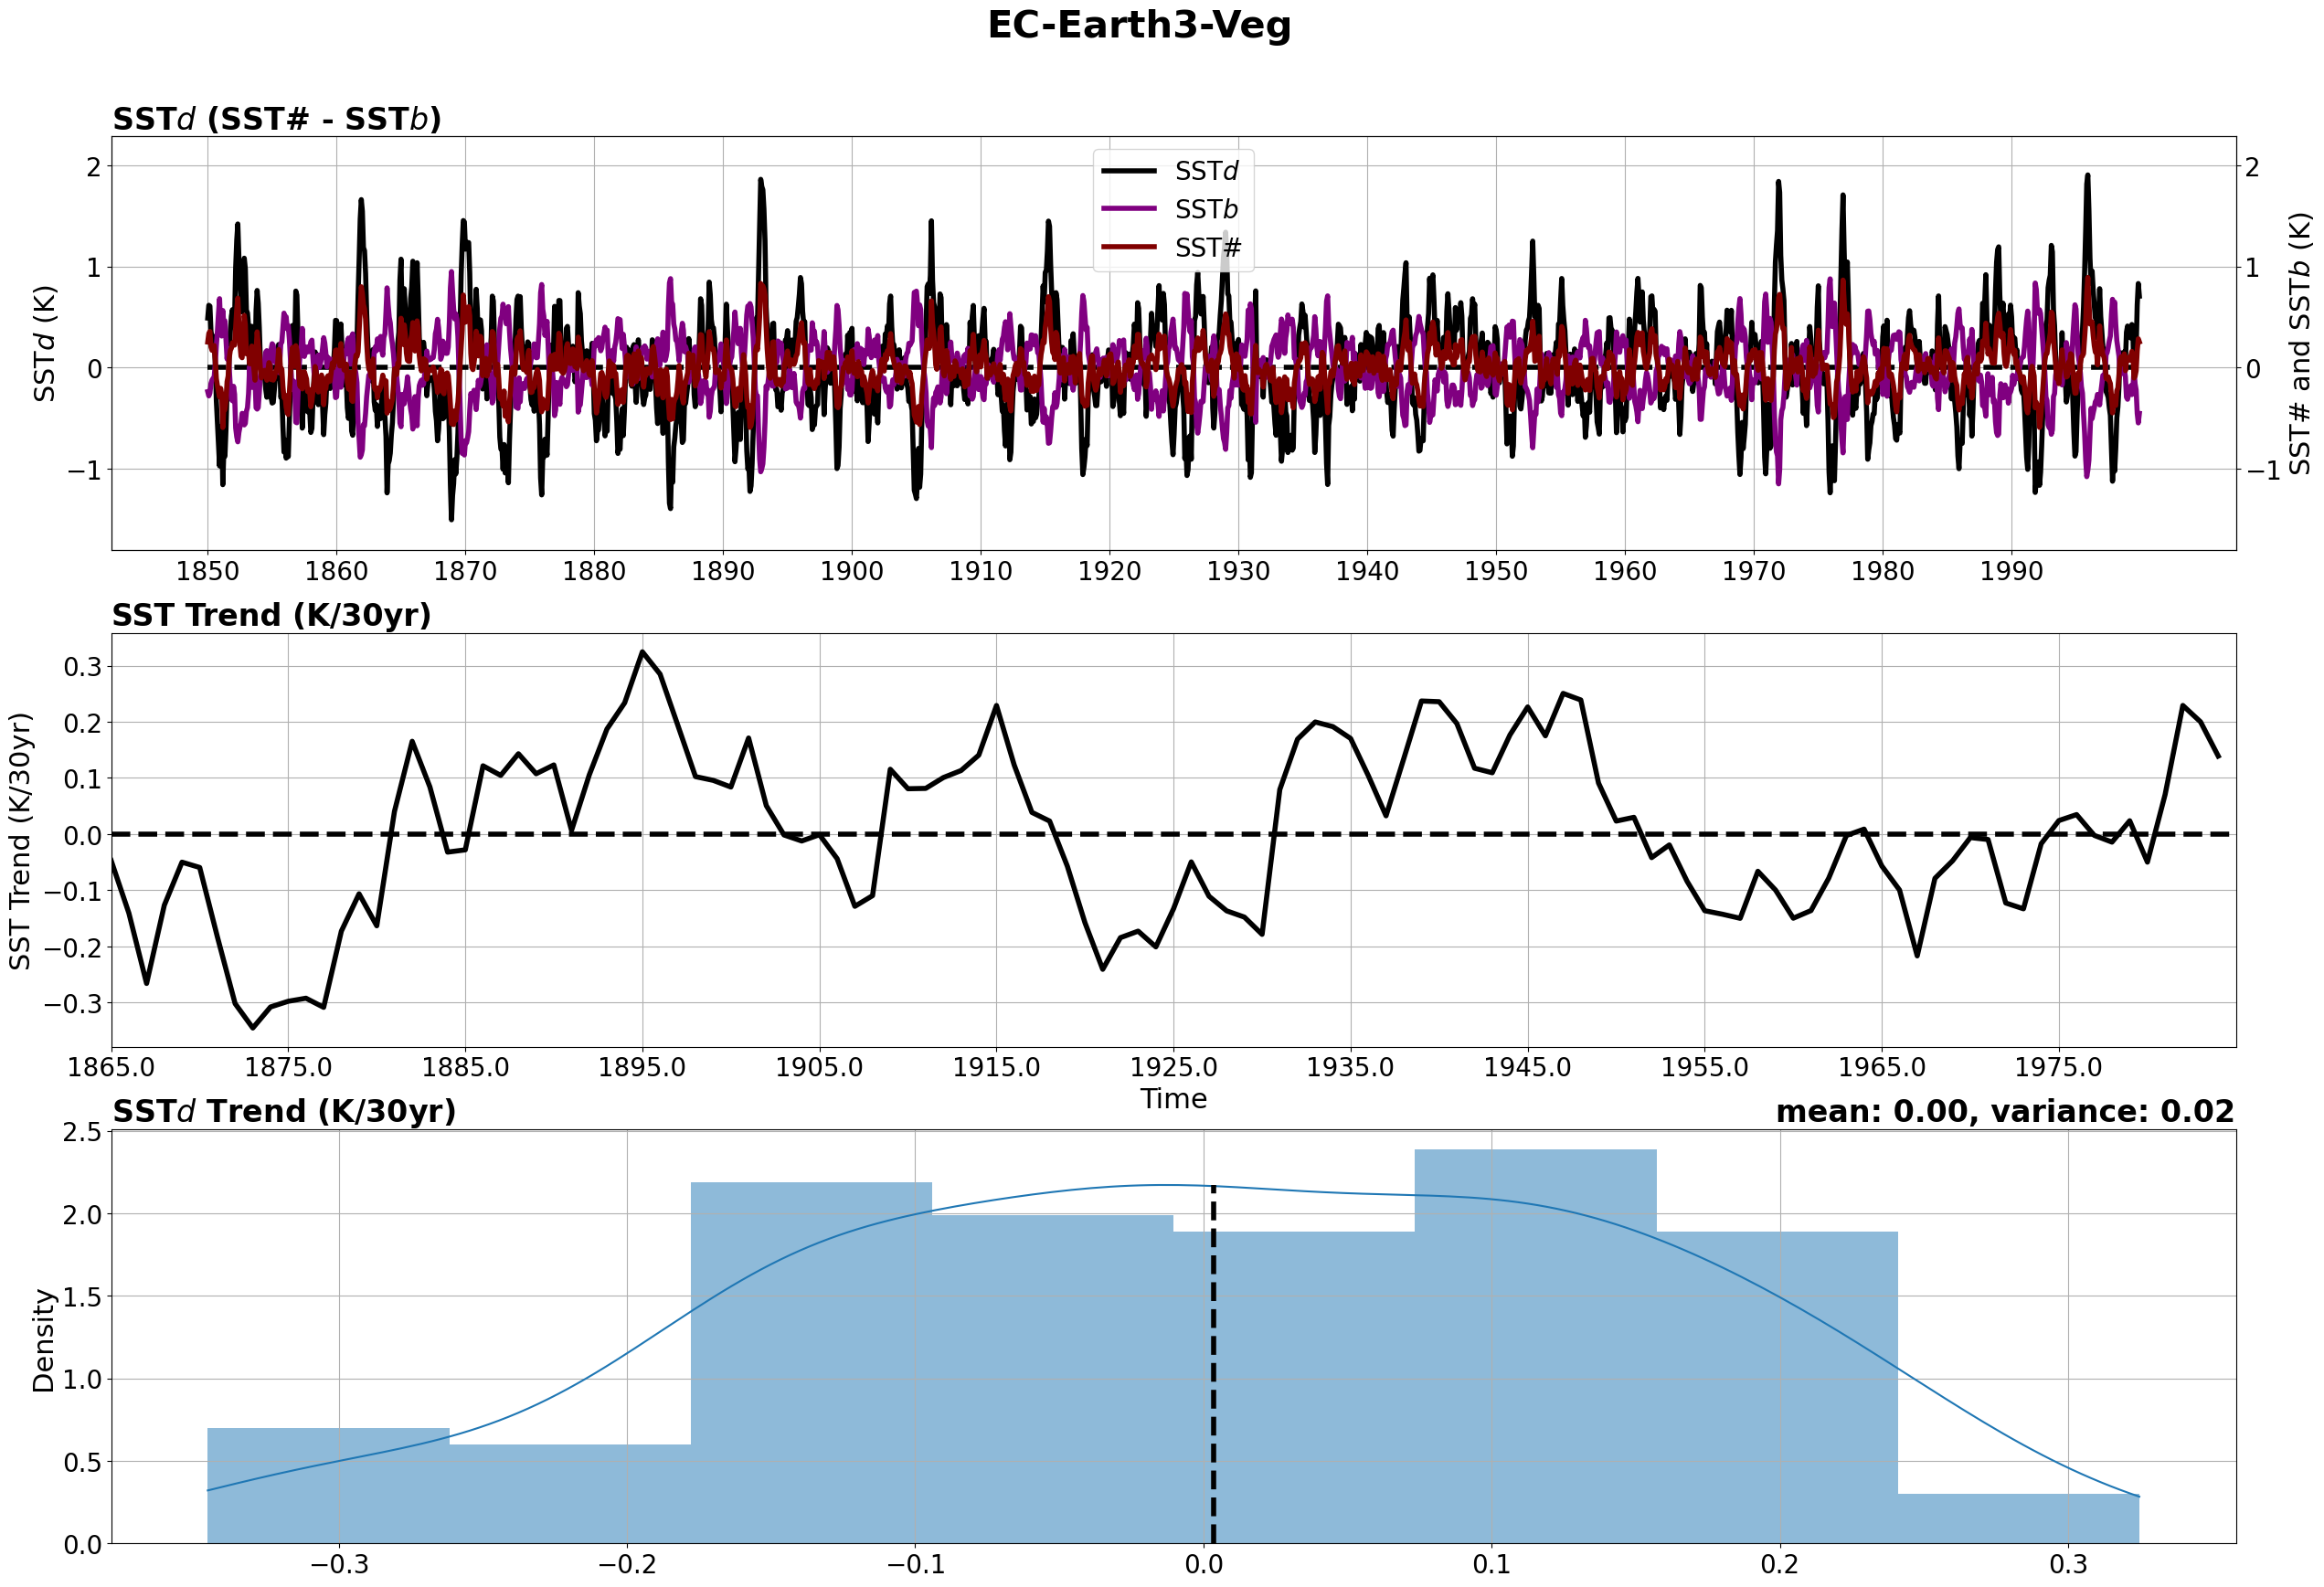 EC-Earth3-Veg
SSTd (SST# - SSTb)
SSTd
SSTb
SST#
SSTd (K)
2
1
0
−1
SST# and SSTb (K)
2
1
0
−1
1850 1860 1870 1880 1890 1900 1910 1920 1930 1940 1950 1960 1970 1980 1990
SST Trend (K/30yr)
SST Trend (K/30yr)
0.3
0.2
0.1
0.0
−0.1
−0.2
−0.3
1865.0 1875.0 1885.0 1895.0 1905.0 1915.0 1925.0 1935.0 1945.0 1955.0 1965.0 1975.0
Time
SSTd Trend (K/30yr)
mean: 0.00, variance: 0.02
Density
2.5
2.0
1.5
1.0
0.5
0.0
−0.3 −0.2 −0.1 0.0 0.1 0.2 0.3